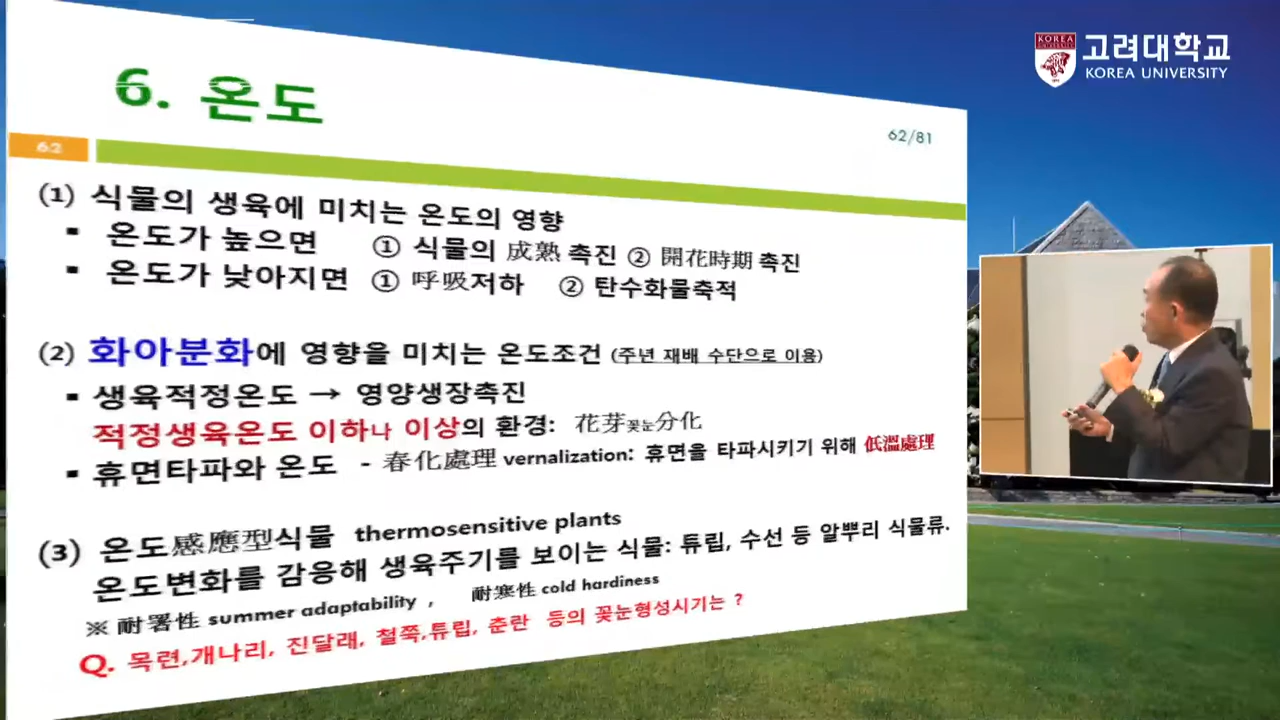 KOREA
고려대학교
KOREA UNIVERSITY
6. 온도
62
62/81
(1) 식물의 생육에 미치는 온도의 영향
▪ 온도가 높으면 ① 식물의 成熟 촉진 ② 開花時期 촉진
▪ 온도가 낮아지면 ① 呼吸저하 ② 탄수화물축적
(2) 화아분화에 영향을 미치는 온도조건 (주년 재배 수단으로 이용)
▪ 생육적정온도 → 영양생장촉진
적정생육온도 이하나 이상의 환경: 花芽꽃눈分化
▪ 휴면타파와 온도 - 春化處理 vernalization: 휴면을 타파시키기 위해 低溫處理
(3) 온도感應型식물 thermosensitive plants
온도변화를 감응해 생육주기를 보이는 식물: 튜립, 수선 등 알뿌리 식물류.
※ 耐署性 summer adaptability , 耐寒性 cold hardiness
Q. 목련,개나리, 진달래, 철쭉,튜립, 춘란 등의 꽃눈형성시기는 ?